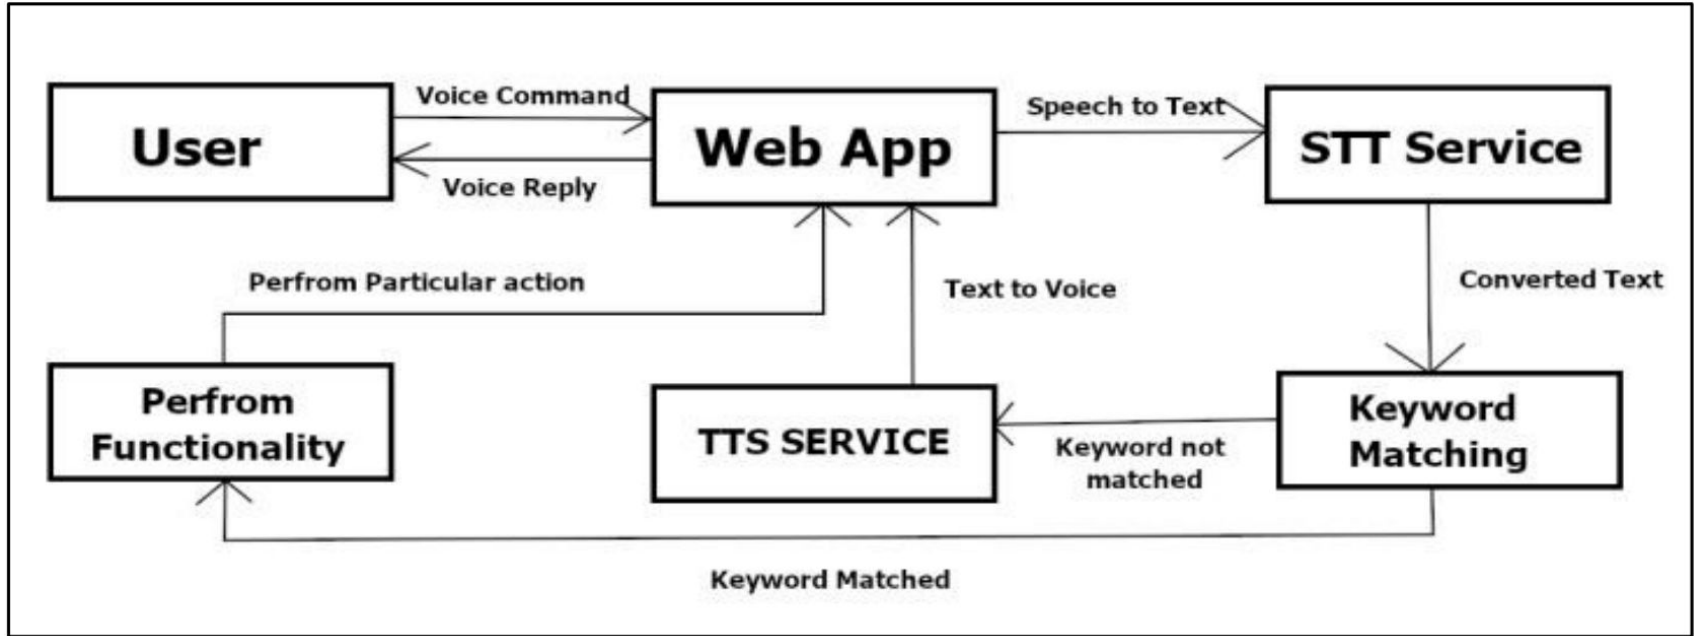 Voice Command
User
Voice Reply
Web App
Speech to Text
STT Service
Perfrom Particular action
Text to Voice
Converted Text
Perfrom
Functionality
TTS SERVICE
Keyword not
matched
Keyword
Matching
Keyword Matched